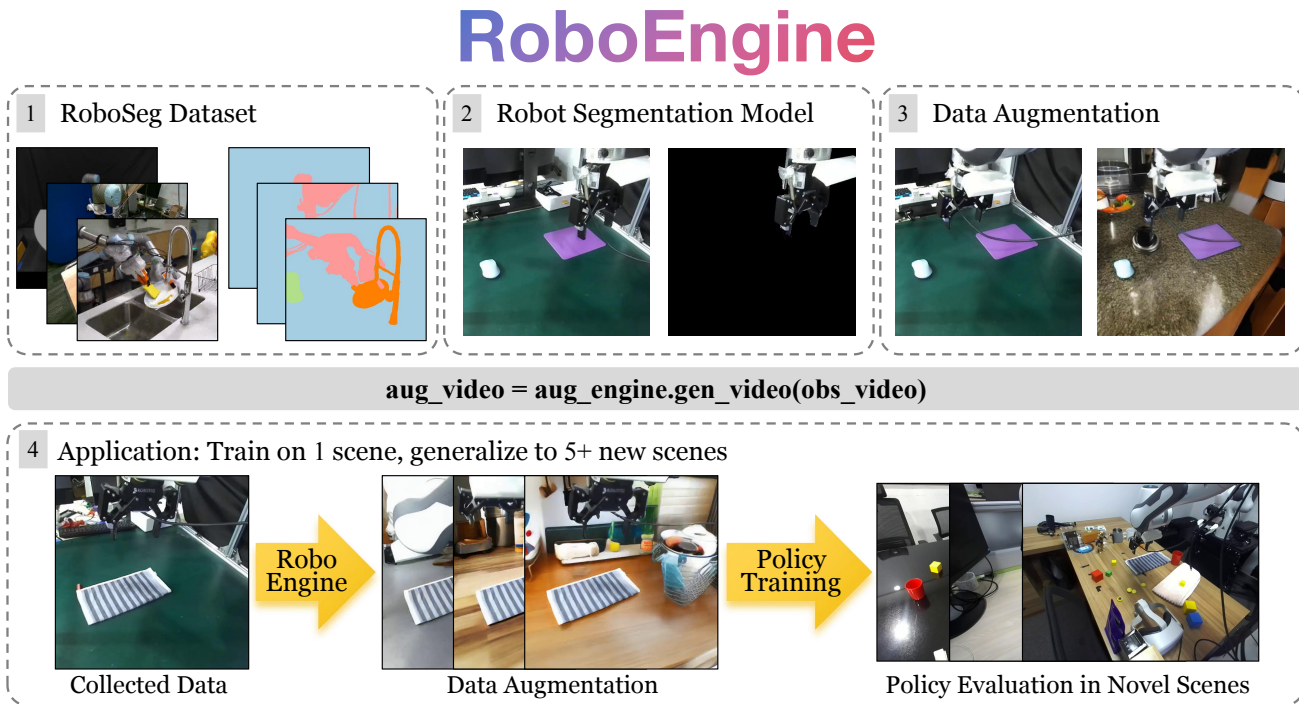 RoboEngine
1 RoboSeg Dataset
2 Robot Segmentation Model
3 Data Augmentation
aug_video = aug_engine.gen_video(obs_video)
4 Application: Train on 1 scene, generalize to 5+ new scenes
Robo
Engine
Policy
Training
Collected Data
Data Augmentation
Policy Evaluation in Novel Scenes